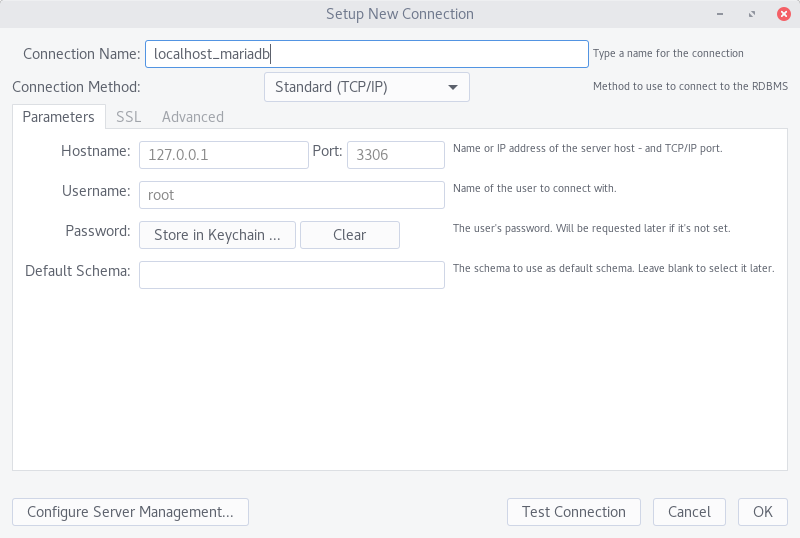 Setup New Connection
Connection Name: localhost_mariadb Type a name for the connection
Connection Method: Standard (TCP/IP) Method to use to connect to the RDBMS
Parameters SSL Advanced
Hostname: 127.0.0.1 Port: 3306 Name or IP address of the server host - and TCP/IP port.
Username: root Name of the user to connect with.
Password: Store in Keychain ... Clear The user's password. Will be requested later if it's not set.
Default Schema: The schema to use as default schema. Leave blank to select it later.
Configure Server Management... Test Connection Cancel OK